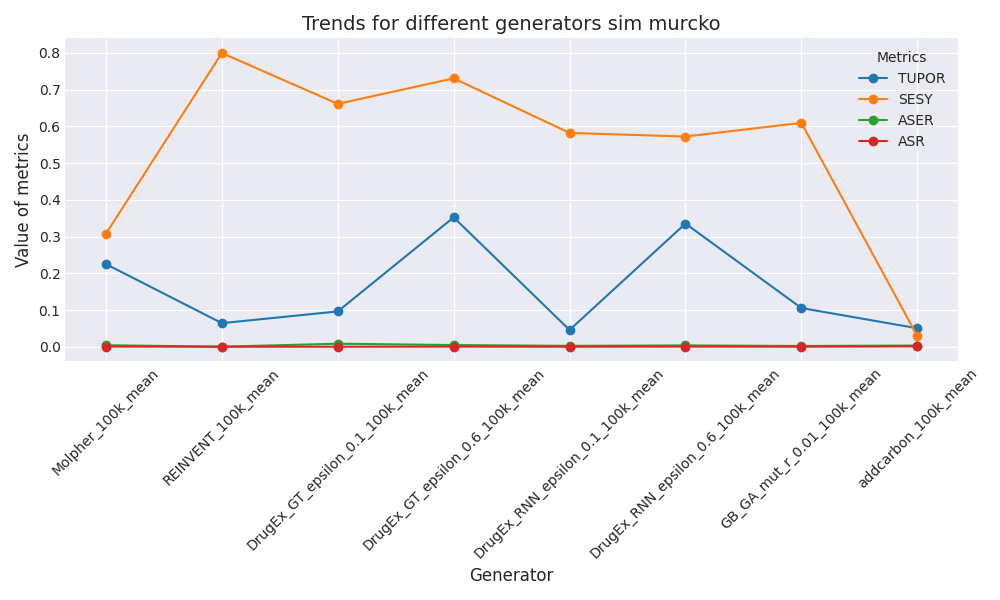 Trends for different generators sim murcko
Value of metrics
0.8
0.7
0.6
0.5
0.4
0.3
0.2
0.1
0.0
Metrics
TUPOR
SESY
ASER
ASR
Molpher_100k_mean
REINVENT_100k_mean
DrugEx_GT_epsilon_0.1_100k_mean
DrugEx_GT_epsilon_0.6_100k_mean
DrugEx_RNN_epsilon_0.1_100k_mean
DrugEx_RNN_epsilon_0.6_100k_mean
GB_GA_mut_r_0.01_100k_mean
addcarbon_100k_mean
Generator